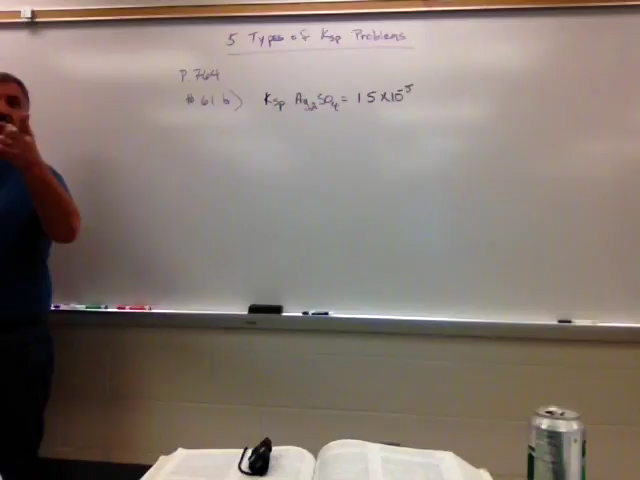 5 Types of Ksp Problems
P. 764
# 61 b) Ksp Ag2SO4 = 1.5 x 10^-5